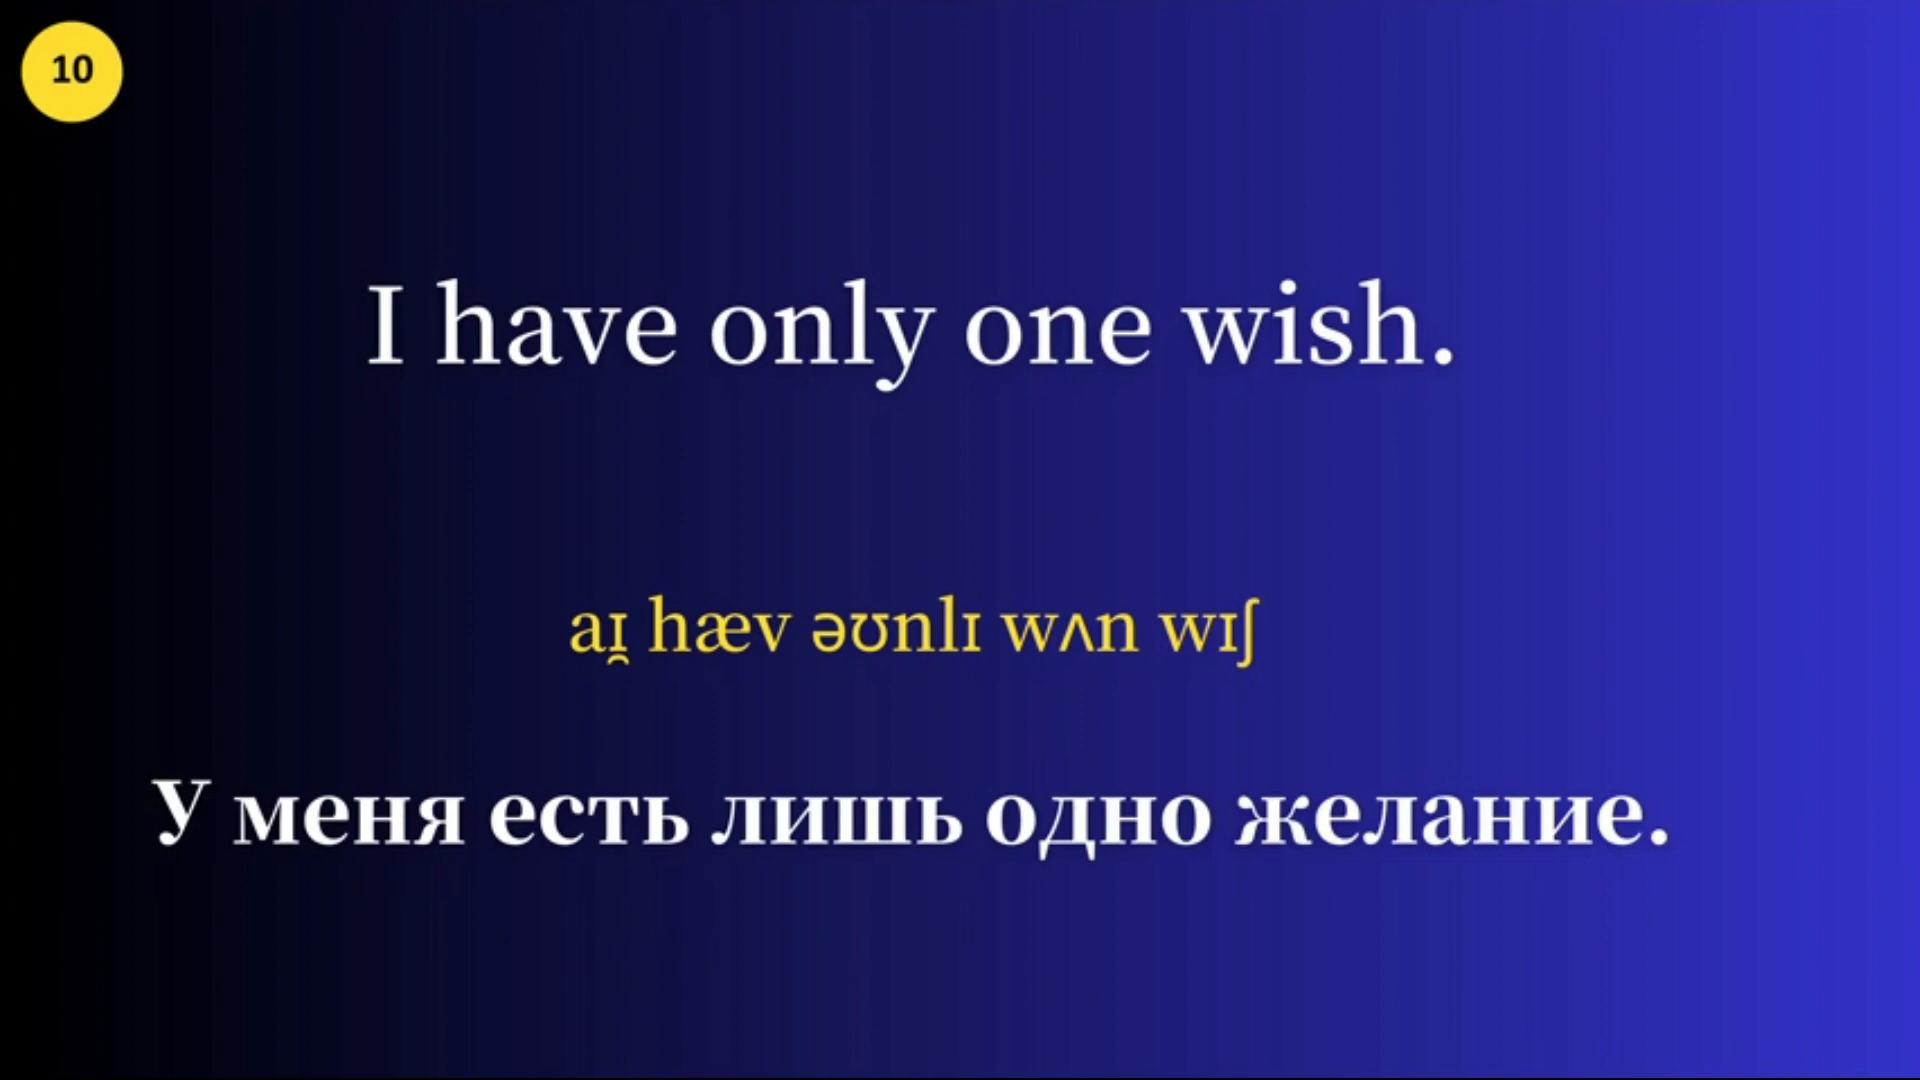 10
I have only one wish.
aɪ̯ hæv əʊnlɪ wʌn wɪʃ
У меня есть лишь одно желание.